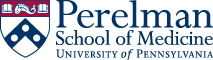 Perelman
School of Medicine
UNIVERSITY of PENNSYLVANIA